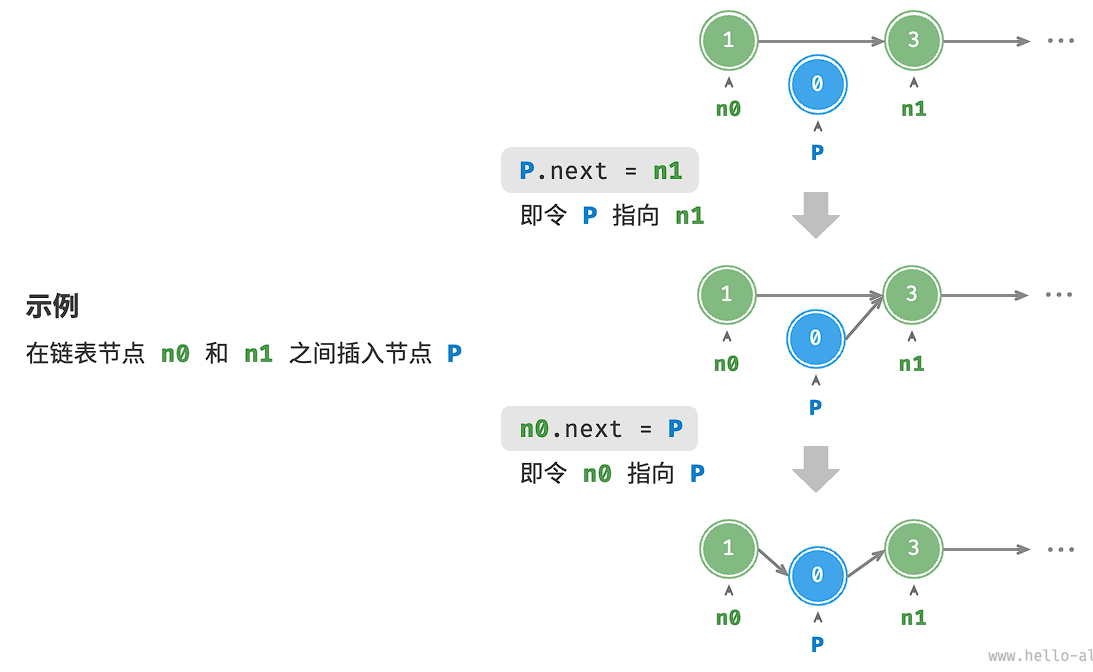 1 3 ···
0
n0 n1
P
P.next = n1
即令 P 指向 n1
示例
在链表节点 n0 和 n1 之间插入节点 P
1 3 ···
0
n0 n1
P
n0.next = P
即令 n0 指向 P
1 3 ···
0
n0 n1
P
www.hello-al